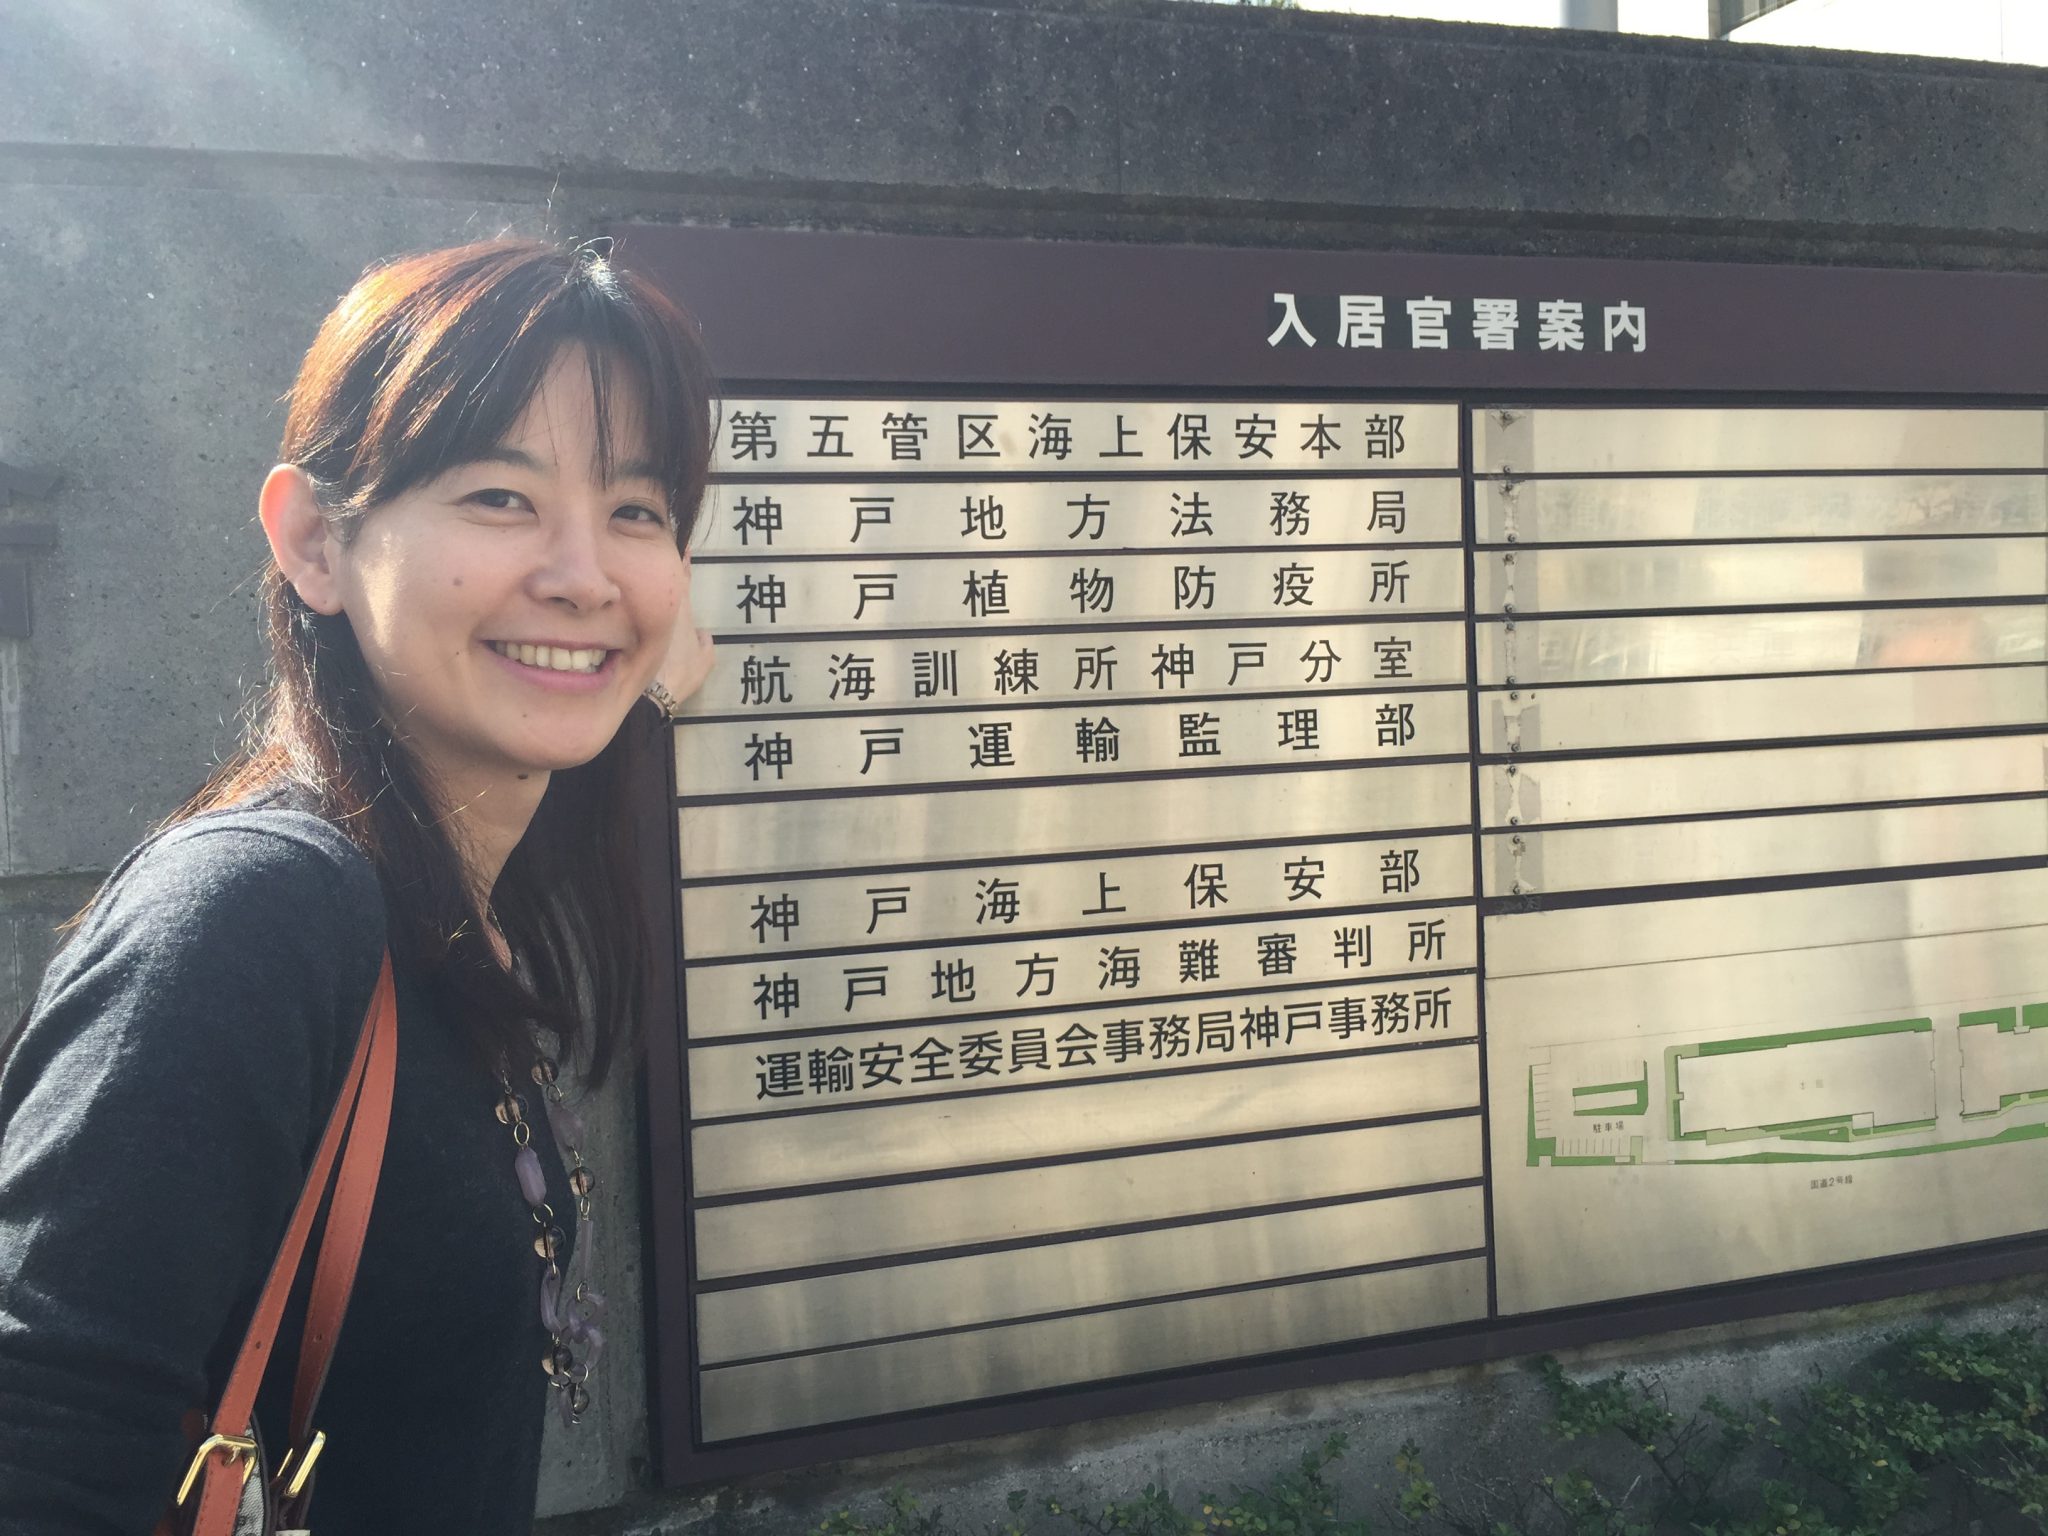 入居官署案内
第五管区海上保安本部
神戸地方法務局
神戸植物防疫所
航海訓練所神戸分室
神戸運輸監理部
神戸海上保安部
神戸地方海難審判所
運輸安全委員会事務局神戸事務所
駐車場
国道2号線